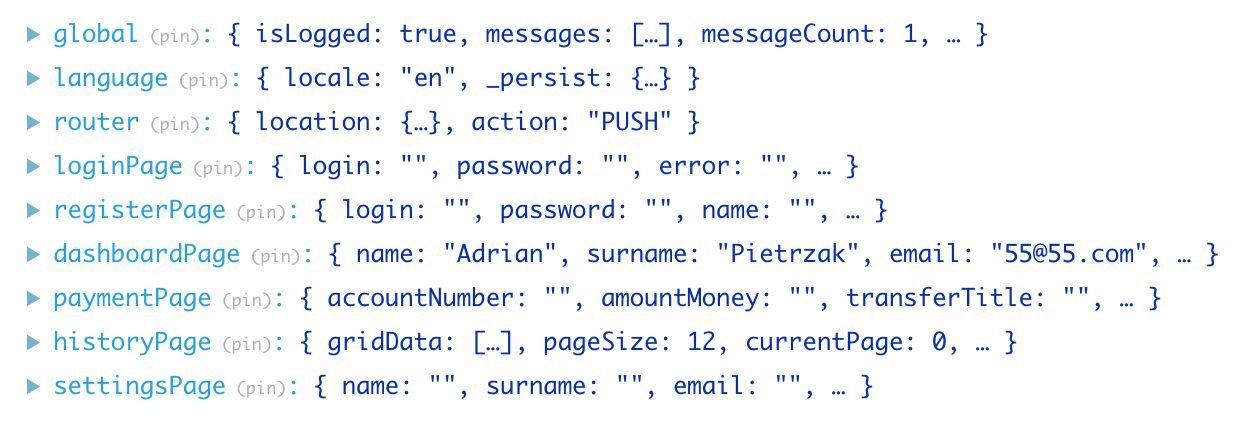 ▶ global (pin): { isLogged: true, messages: […], messageCount: 1, … }
▶ language (pin): { locale: "en", _persist: {…} }
▶ router (pin): { location: {…}, action: "PUSH" }
▶ loginPage (pin): { login: "", password: "", error: "", … }
▶ registerPage (pin): { login: "", password: "", name: "", … }
▶ dashboardPage (pin): { name: "Adrian", surname: "Pietrzak", email: "55@55.com", … }
▶ paymentPage (pin): { accountNumber: "", amountMoney: "", transferTitle: "", … }
▶ historyPage (pin): { gridData: […], pageSize: 12, currentPage: 0, … }
▶ settingsPage (pin): { name: "", surname: "", email: "", … }